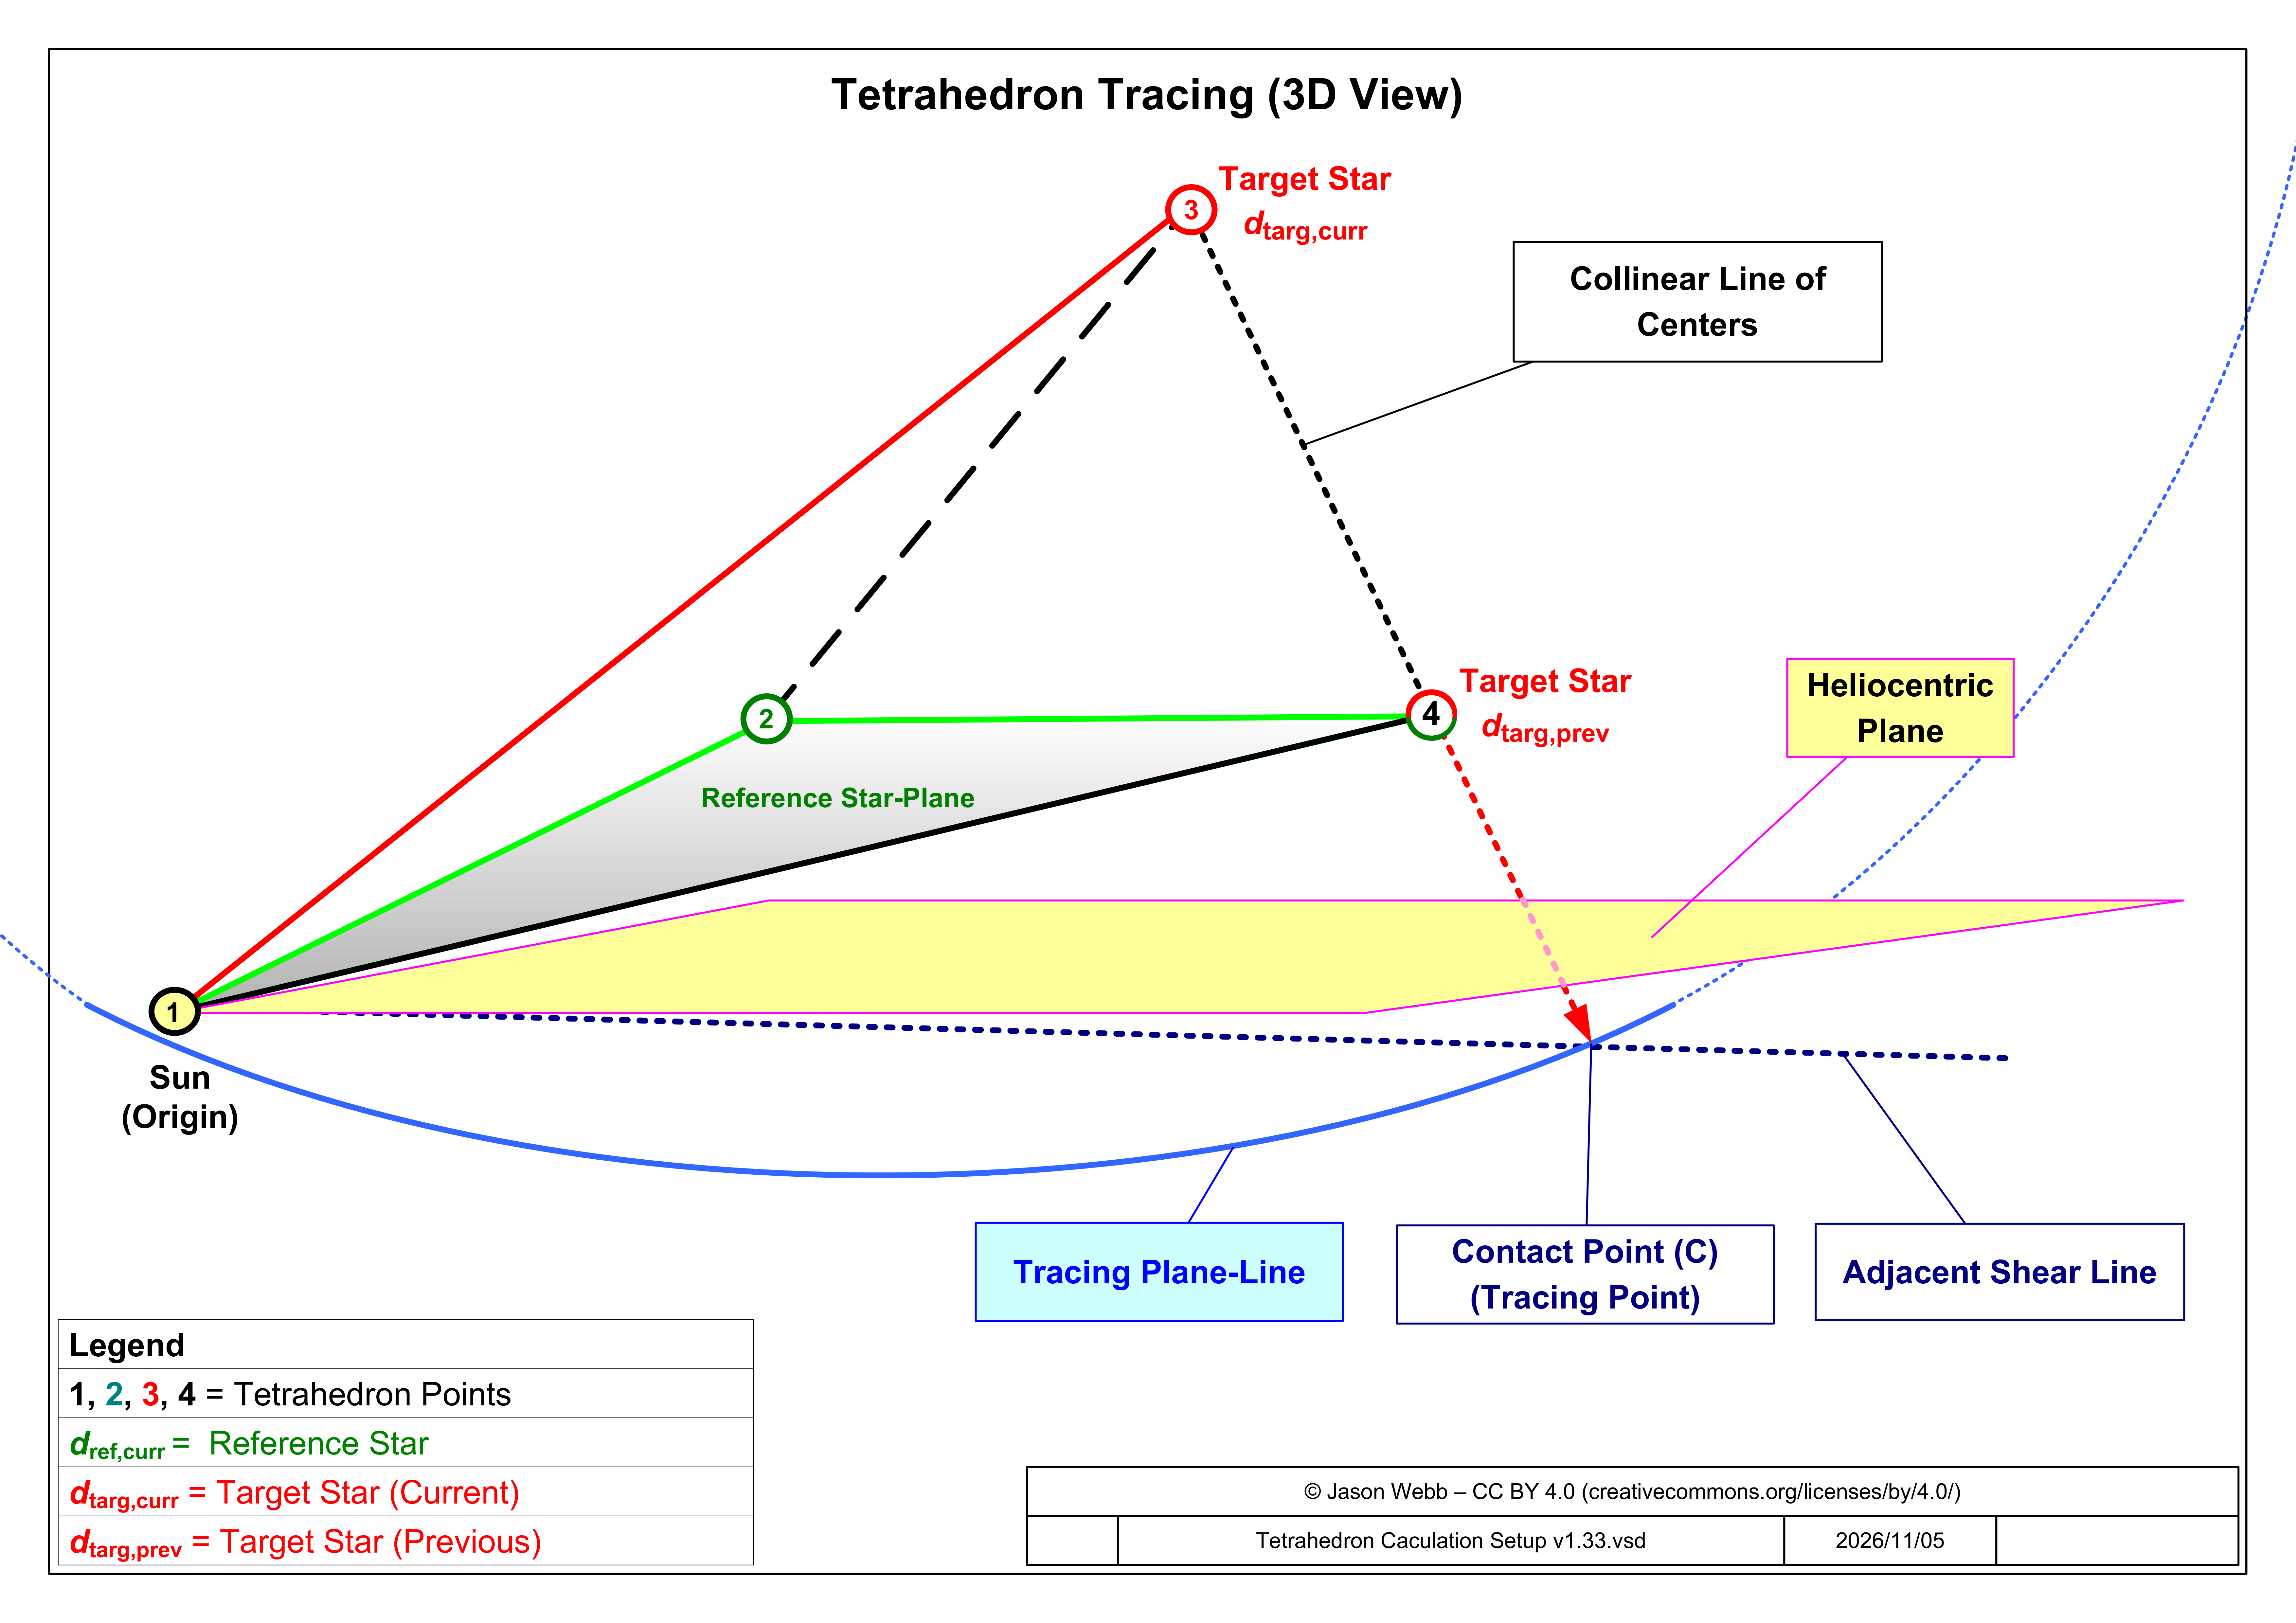 Tetrahedron Tracing (3D View)
3
Target Star
dtarg,curr
Collinear Line of
Centers
2
4
Target Star
dtarg,prev
Heliocentric
Plane
Reference Star-Plane
1
Sun
(Origin)
Tracing Plane-Line
Contact Point (C)
(Tracing Point)
Adjacent Shear Line
Legend
1, 2, 3, 4 = Tetrahedron Points
dref,curr = Reference Star
dtarg,curr = Target Star (Current)
dtarg,prev = Target Star (Previous)
© Jason Webb – CC BY 4.0 (creativecommons.org/licenses/by/4.0/)
Tetrahedron Caculation Setup v1.33.vsd
2026/11/05